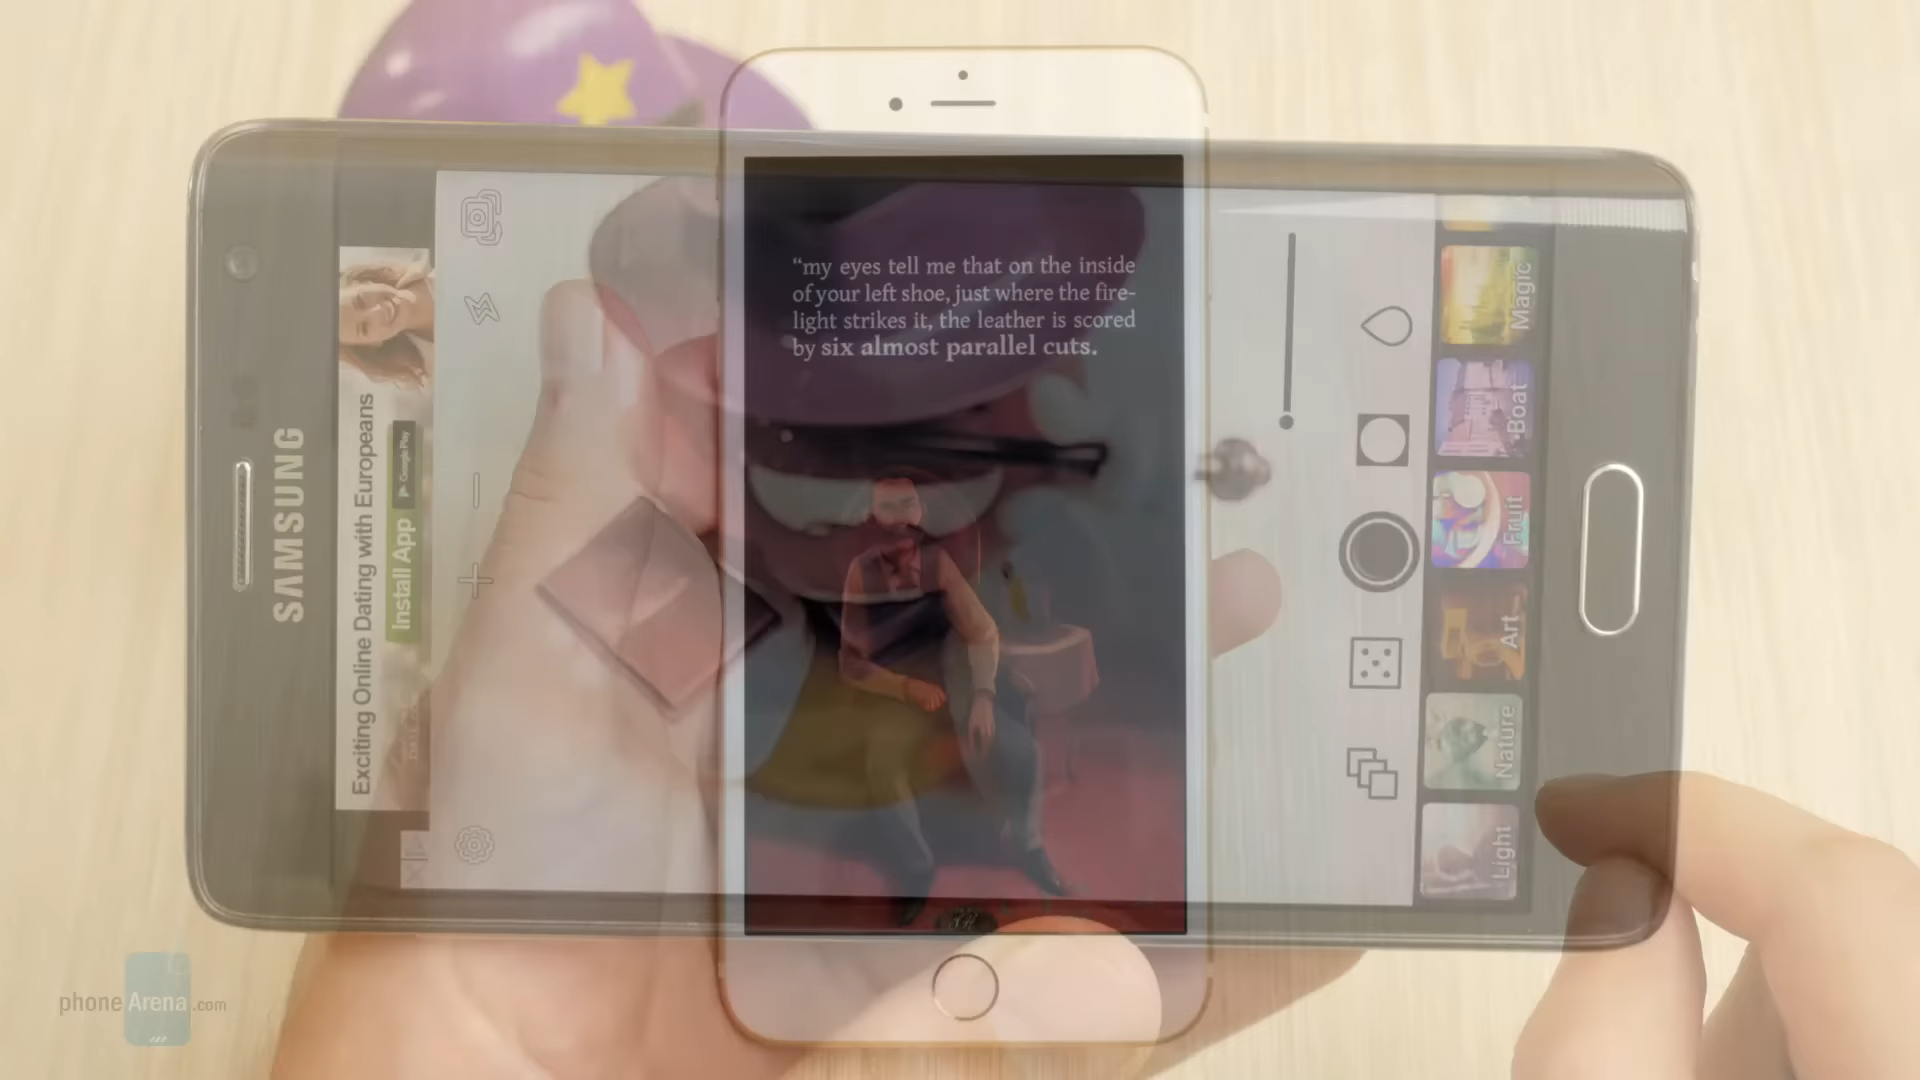 “my eyes tell me that on the inside
of your left shoe, just where the fire-
light strikes it, the leather is scored
by six almost parallel cuts.
SAMSUNG
Exciting Online Dating with Europeans
Install App
Google Play
Magic
Boat
Fruit
Art
Nature
Light
phoneArena.com